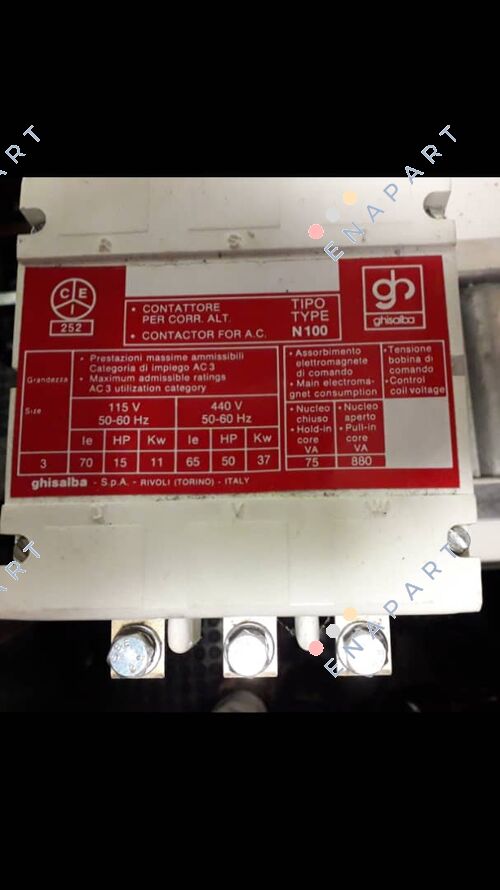 ENAPART
R S T
C E I
252
• CONTATTORE
PER CORR. ALT.
• CONTACTOR FOR A.C.
TIPO
TYPE
N 100
gh
ghisalba
Grandezza
Size
• Prestazioni massime ammissibili
Categoria di impiego AC 3
• Maximum admissible ratings
AC 3 utilization category
115 V
50-60 Hz
440 V
50-60 Hz
Ie HP Kw Ie HP Kw
3 70 15 11 65 50 37
• Assorbimento
elettromagnete
di comando
• Main electroma-
gnet consumption
• Nucleo
chiuso
• Hold-in
core
VA
75
• Nucleo
aperto
• Pull-in
core
VA
880
• Tensione
bobina di
comando
• Control
coil voltage
ghisalba - S.p.A. - RIVOLI (TORINO) - ITALY
U V W
ENAPART